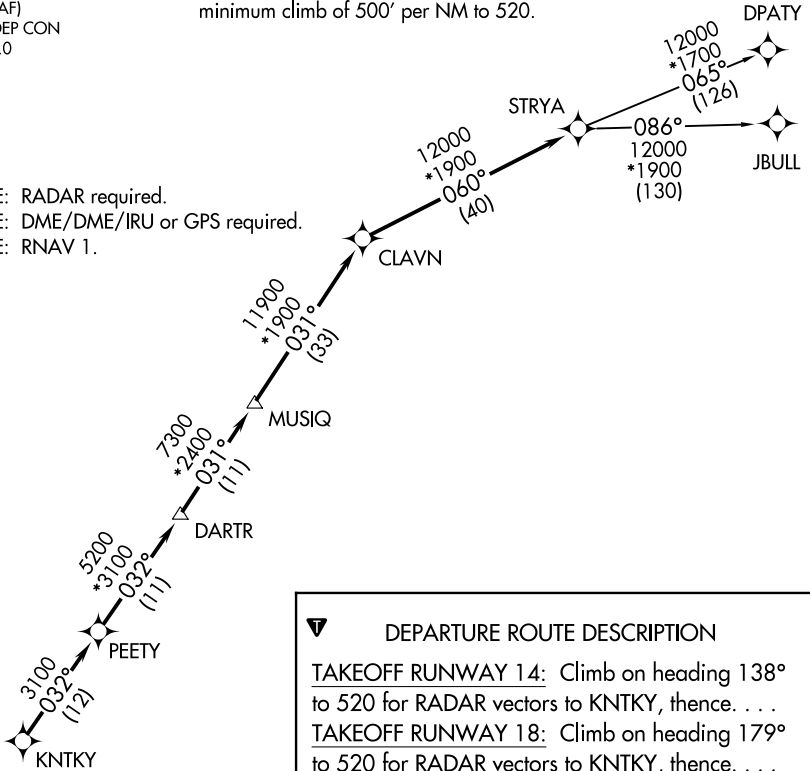 AF)
minimum climb of 500' per NM to 520.
DEP CON
.0
DPATY
12000
*1700
065°
(126)
STRYA
086°
12000
*1900
(130)
JBULL
12000
*1900
060°
(40)
E: RADAR required.
E: DME/DME/IRU or GPS required.
E: RNAV 1.
CLAVN
11900
*1900
031°
(33)
MUSIQ
7300
*2400
031°
(11)
DARTR
5200
*3100
032°
(11)
PEETY
3100
032°
(12)
KNTKY
T
DEPARTURE ROUTE DESCRIPTION
TAKEOFF RUNWAY 14: Climb on heading 138°
to 520 for RADAR vectors to KNTKY, thence. . . .
TAKEOFF RUNWAY 18: Climb on heading 179°
to 520 for RADAR vectors to KNTKY, thence. . . .